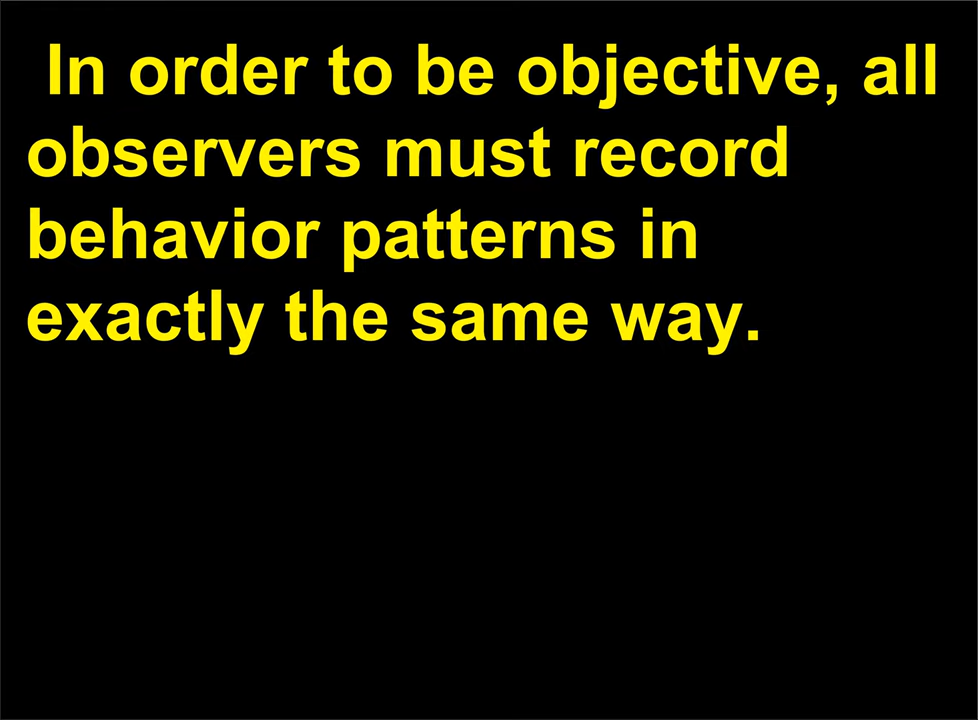 In order to be objective, all
observers must record
behavior patterns in
exactly the same way.